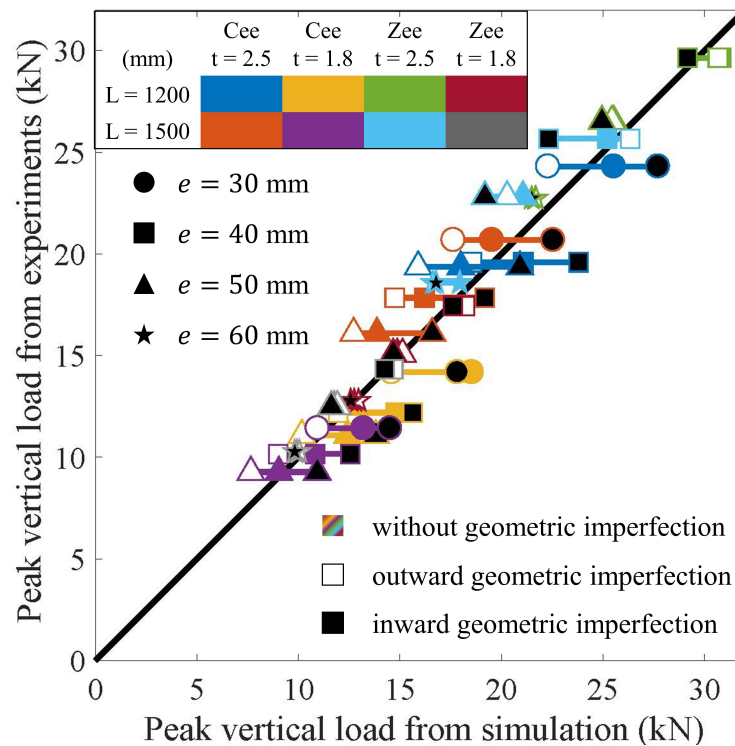 Cee Cee Zee Zee
(mm) t = 2.5 t = 1.8 t = 2.5 t = 1.8
L = 1200
L = 1500
e = 30 mm
e = 40 mm
e = 50 mm
e = 60 mm
without geometric imperfection
outward geometric imperfection
inward geometric imperfection
Peak vertical load from experiments (kN)
30
25
20
15
10
5
0
0 5 10 15 20 25 30
Peak vertical load from simulation (kN)